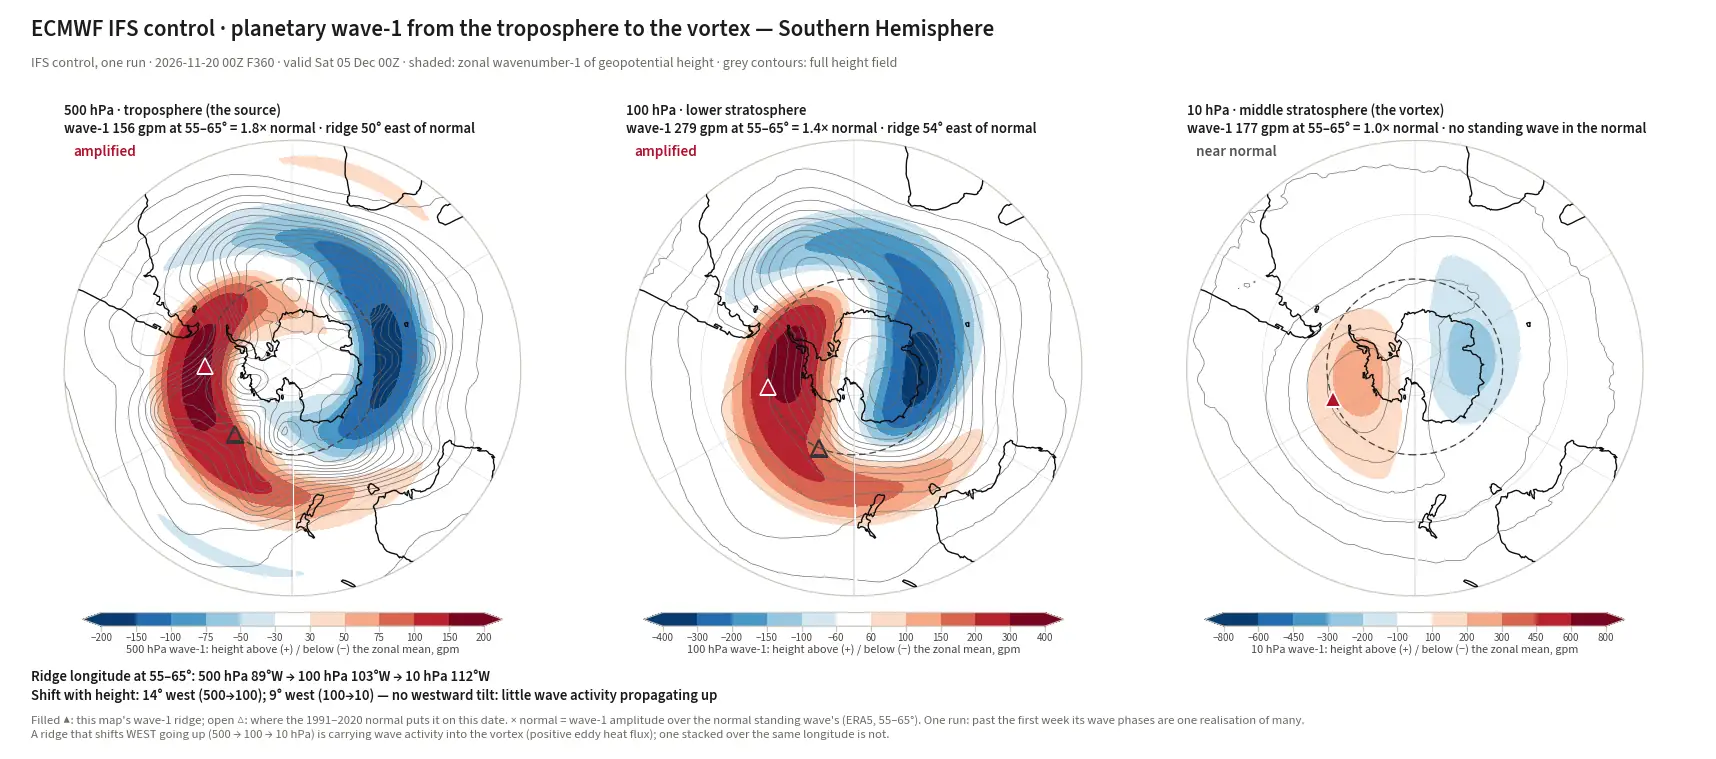 ECMWF IFS control · planetary wave-1 from the troposphere to the vortex — Southern Hemisphere
IFS control, one run · 2026-11-20 00Z F360 · valid Sat 05 Dec 00Z · shaded: zonal wavenumber-1 of geopotential height · grey contours: full height field
500 hPa · troposphere (the source)
wave-1 156 gpm at 55–65° = 1.8× normal · ridge 50° east of normal
amplified
100 hPa · lower stratosphere
wave-1 279 gpm at 55–65° = 1.4× normal · ridge 54° east of normal
amplified
10 hPa · middle stratosphere (the vortex)
wave-1 177 gpm at 55–65° = 1.0× normal · no standing wave in the normal
near normal
−200 −150 −100 −75 −50 −30 30 50 75 100 150 200
500 hPa wave-1: height above (+) / below (−) the zonal mean, gpm
−400 −300 −200 −150 −100 −60 60 100 150 200 300 400
100 hPa wave-1: height above (+) / below (−) the zonal mean, gpm
−800 −600 −450 −300 −200 −100 100 200 300 450 600 800
10 hPa wave-1: height above (+) / below (−) the zonal mean, gpm
Ridge longitude at 55–65°: 500 hPa 89°W → 100 hPa 103°W → 10 hPa 112°W
Shift with height: 14° west (500→100); 9° west (100→10) — no westward tilt: little wave activity propagating up
Filled ▲: this map's wave-1 ridge; open △: where the 1991–2020 normal puts it on this date. × normal = wave-1 amplitude over the normal standing wave's (ERA5, 55–65°). One run: past the first week its wave phases are one realisation of many.
A ridge that shifts WEST going up (500 → 100 → 10 hPa) is carrying wave activity into the vortex (positive eddy heat flux); one stacked over the same longitude is not.